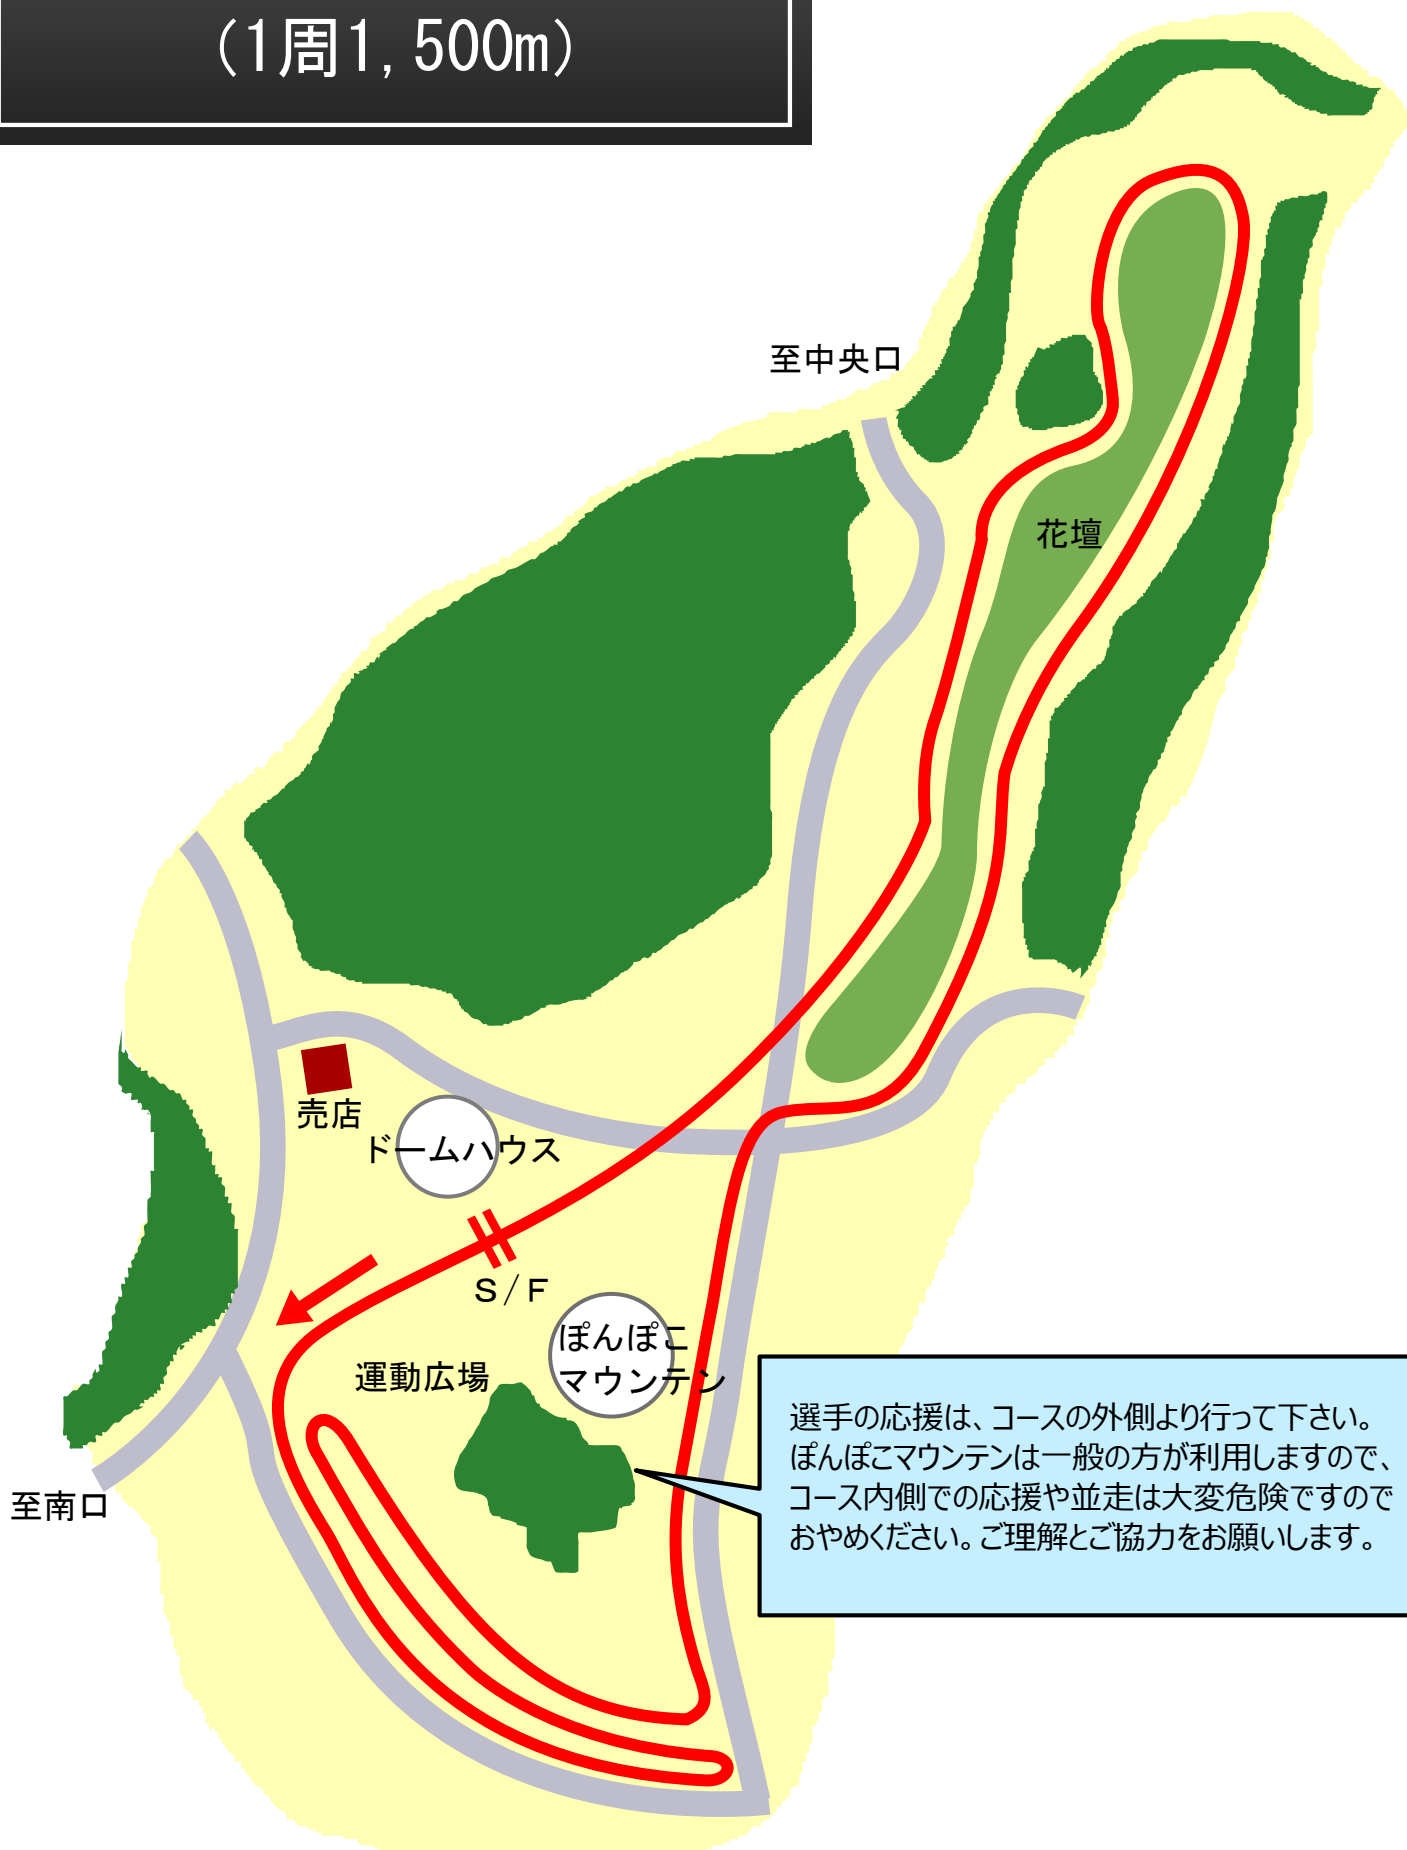 (1周1,500m)
至中央口
花壇
売店
ドームハウス
S/F
ぽんぽこ
マウンテン
運動広場
選手の応援は、コースの外側より行って下さい。
ぽんぽこマウンテンは一般の方が利用しますので、
コース内側での応援や並走は大変危険ですので
おやめください。ご理解とご協力をお願いします。
至南口